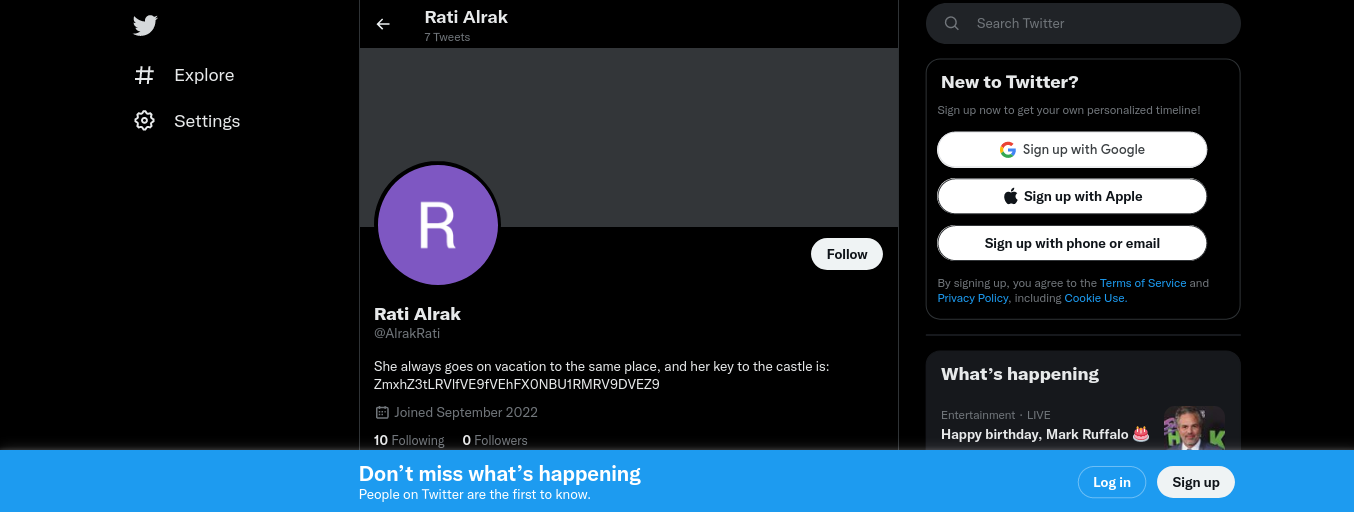 Rati Alrak
7 Tweets
Explore
Settings
R
Follow
Rati Alrak
@AlrakRati
She always goes on vacation to the same place, and her key to the castle is:
ZmxhZ3tLRVlfVE9fVEhFX0NBU1RMRV9DVEZ9
Joined September 2022
10 Following 0 Followers
Search Twitter
New to Twitter?
Sign up now to get your own personalized timeline!
Sign up with Google
Sign up with Apple
Sign up with phone or email
By signing up, you agree to the Terms of Service and
Privacy Policy, including Cookie Use.
What's happening
Entertainment · LIVE
Happy birthday, Mark Ruffalo 🎂
Don't miss what's happening
People on Twitter are the first to know.
Log in
Sign up